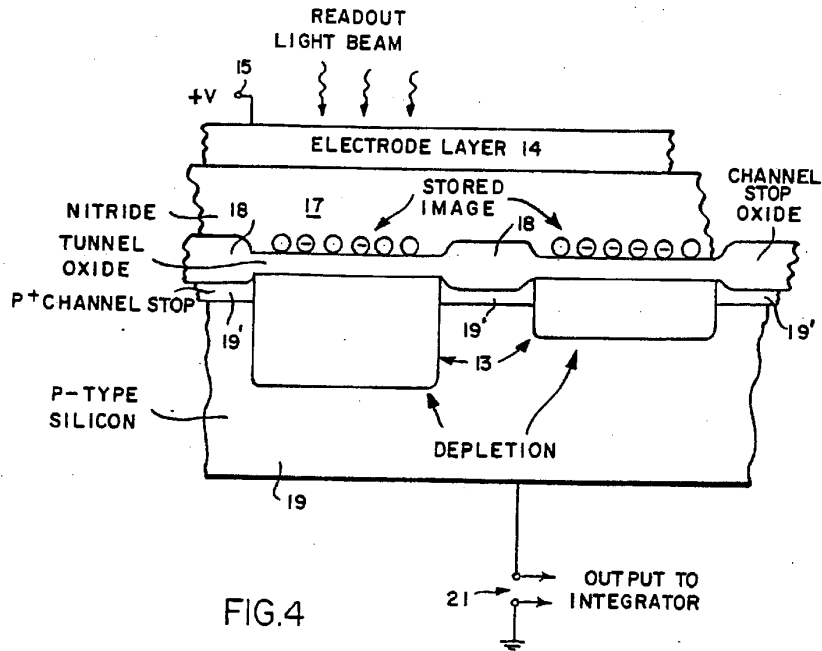 READOUT
LIGHT BEAM
15
+V
ELECTRODE LAYER 14
CHANNEL
STOP
OXIDE
STORED
IMAGE
17
NITRIDE
18
18
TUNNEL
OXIDE
P+ CHANNEL STOP
19'
19'
19'
13
P-TYPE
SILICON
DEPLETION
19
21
OUTPUT TO
INTEGRATOR
FIG.4